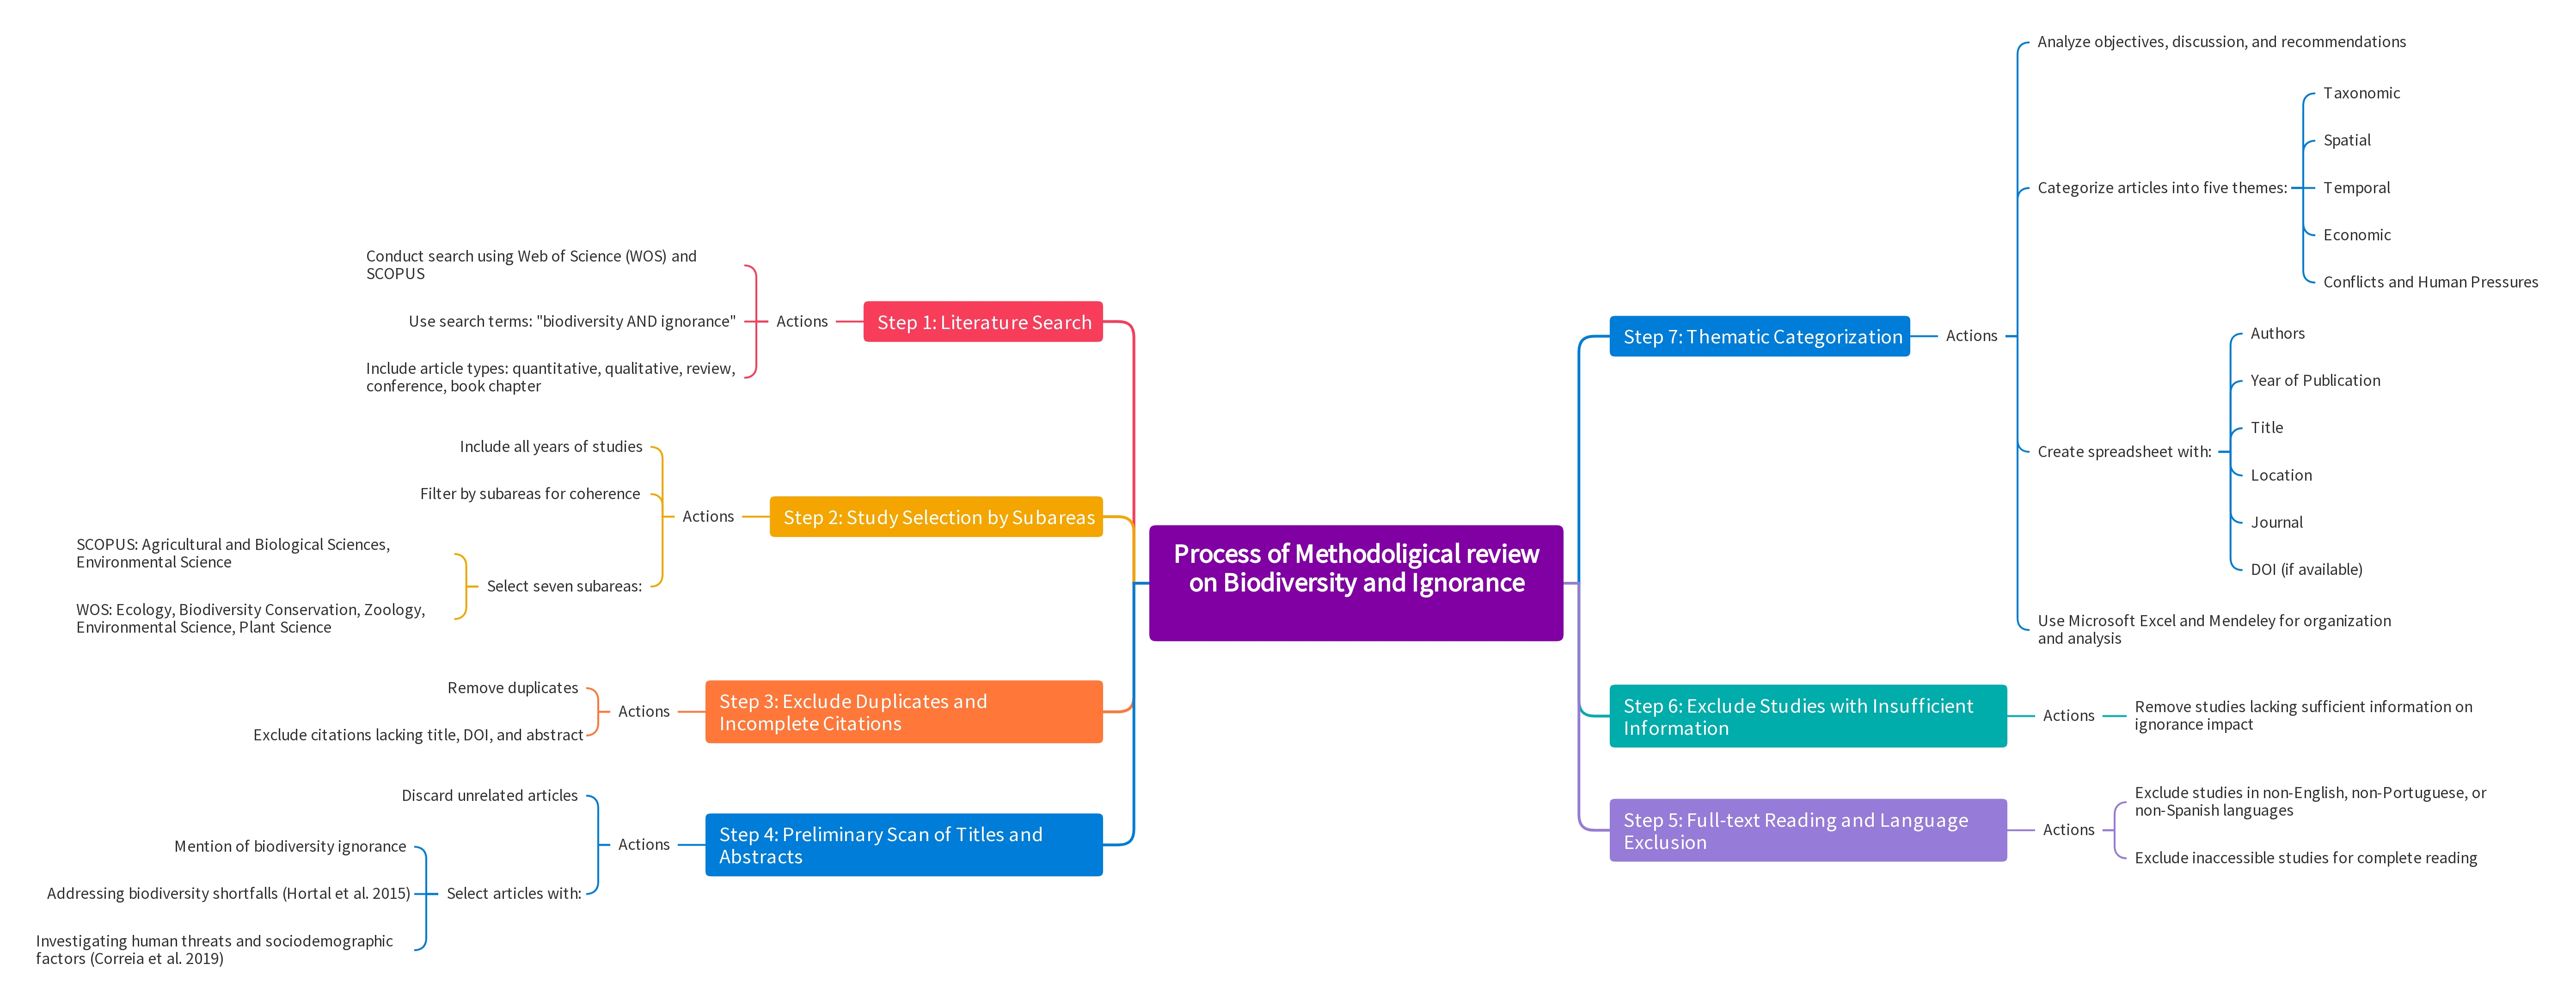 Process of Methodoligical review
on Biodiversity and Ignorance
Step 1: Literature Search
Actions
Conduct search using Web of Science (WOS) and
SCOPUS
Use search terms: "biodiversity AND ignorance"
Include article types: quantitative, qualitative, review,
conference, book chapter
Step 2: Study Selection by Subareas
Actions
Include all years of studies
Filter by subareas for coherence
Select seven subareas:
SCOPUS: Agricultural and Biological Sciences,
Environmental Science
WOS: Ecology, Biodiversity Conservation, Zoology,
Environmental Science, Plant Science
Step 3: Exclude Duplicates and
Incomplete Citations
Actions
Remove duplicates
Exclude citations lacking title, DOI, and abstract
Step 4: Preliminary Scan of Titles and
Abstracts
Actions
Discard unrelated articles
Select articles with:
Mention of biodiversity ignorance
Addressing biodiversity shortfalls (Hortal et al. 2015)
Investigating human threats and sociodemographic
factors (Correia et al. 2019)
Step 7: Thematic Categorization
Actions
Analyze objectives, discussion, and recommendations
Categorize articles into five themes:
Taxonomic
Spatial
Temporal
Economic
Conflicts and Human Pressures
Create spreadsheet with:
Authors
Year of Publication
Title
Location
Journal
DOI (if available)
Use Microsoft Excel and Mendeley for organization
and analysis
Step 6: Exclude Studies with Insufficient
Information
Actions
Remove studies lacking sufficient information on
ignorance impact
Step 5: Full-text Reading and Language
Exclusion
Actions
Exclude studies in non-English, non-Portuguese, or
non-Spanish languages
Exclude inaccessible studies for complete reading